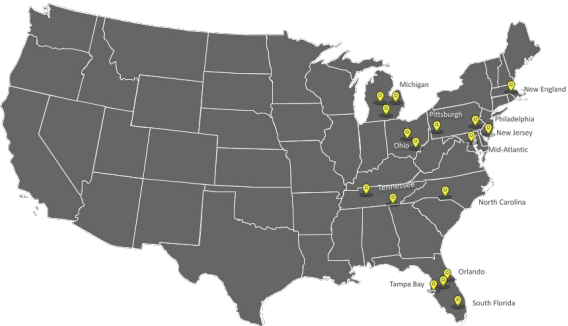 Michigan
New England
Pittsburgh
Philadelphia
New Jersey
Ohio
Mid-Atlantic
Tennessee
North Carolina
Orlando
Tampa Bay
South Florida